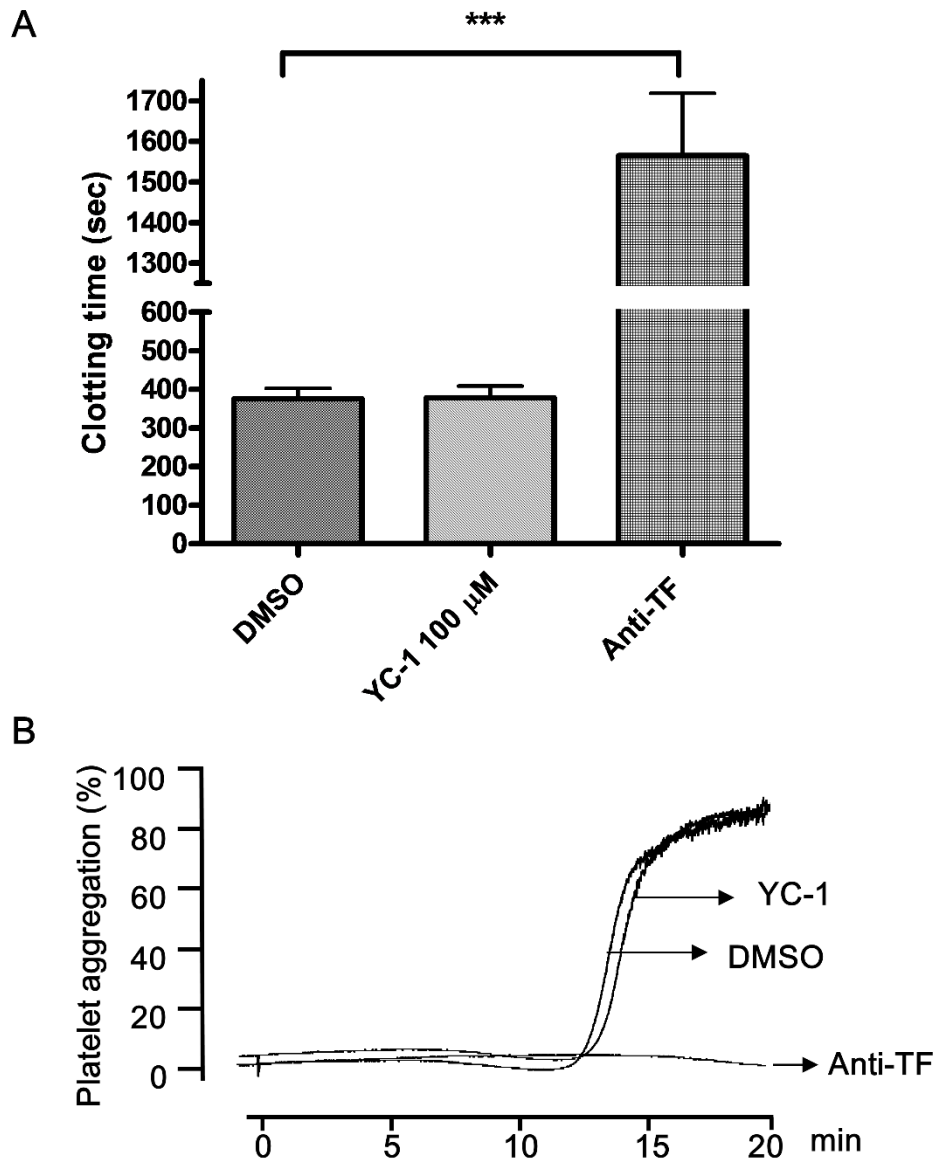 A
***
Clotting time (sec)
1700
1600
1500
1400
1300
600
500
400
300
200
100
0
DMSO
YC-1 100 μM
Anti-TF
B
Platelet aggregation (%)
100
80
60
40
20
0
YC-1
DMSO
Anti-TF
0 5 10 15 20 min